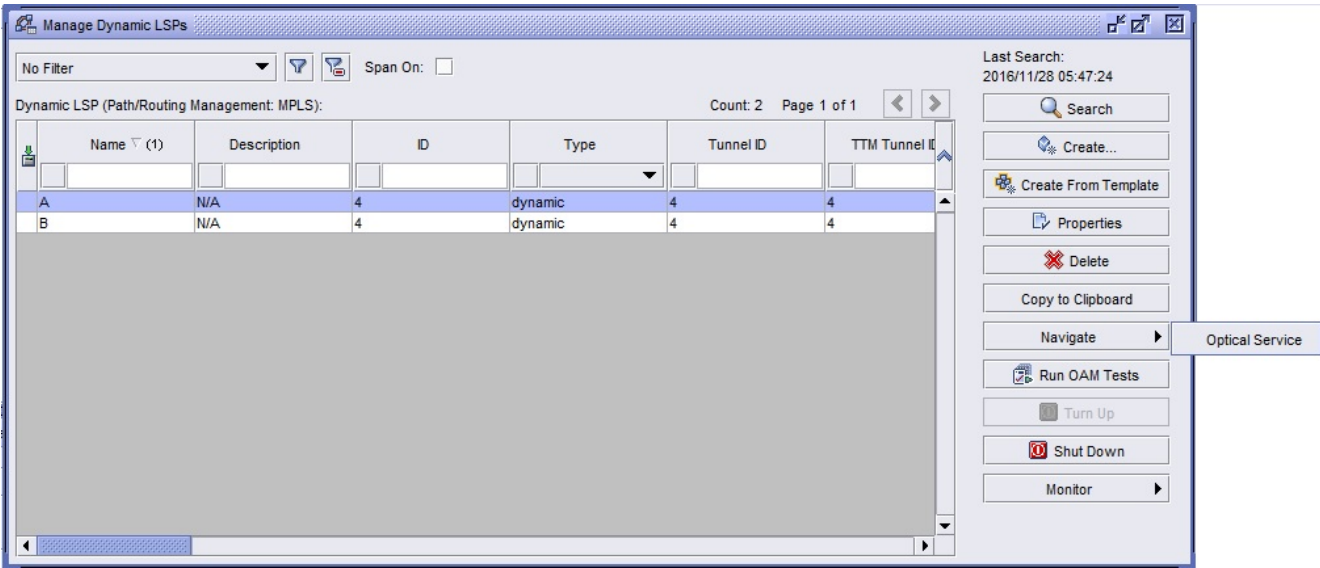 Manage Dynamic LSPs
No Filter
Span On:
Last Search:
2016/11/28 05:47:24
Dynamic LSP (Path/Routing Management: MPLS):
Count: 2 Page 1 of 1
Name (1) Description ID Type Tunnel ID TTM Tunnel
A N/A 4 dynamic 4 4
B N/A 4 dynamic 4 4
Search
Create...
Create From Template
Properties
Delete
Copy to Clipboard
Navigate
Optical Service
Run OAM Tests
Turn Up
Shut Down
Monitor